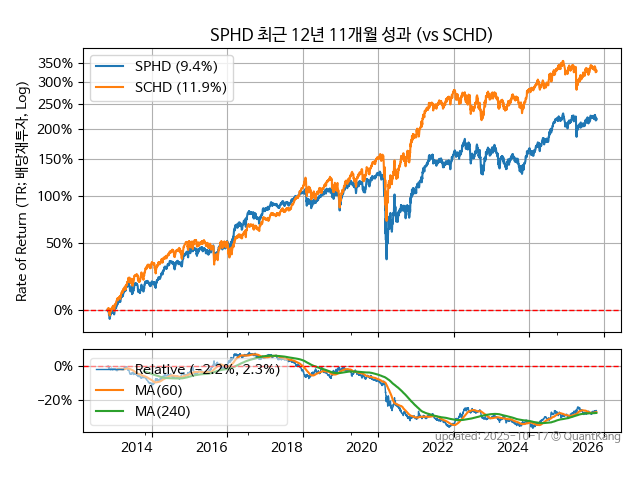 SPHD 최근 12년 11개월 성과 (vs SCHD)
Rate of Return (TR: 배당재투자, Log)
350%
300%
250%
200%
150%
100%
50%
0%
SPHD (9.4%)
SCHD (11.9%)
0%
−20%
Relative (−2.2%, 2.3%)
MA(60)
MA(240)
2014 2016 2018 2020 2022 2024 2026
updated: 2025-10-17 © QuantKang